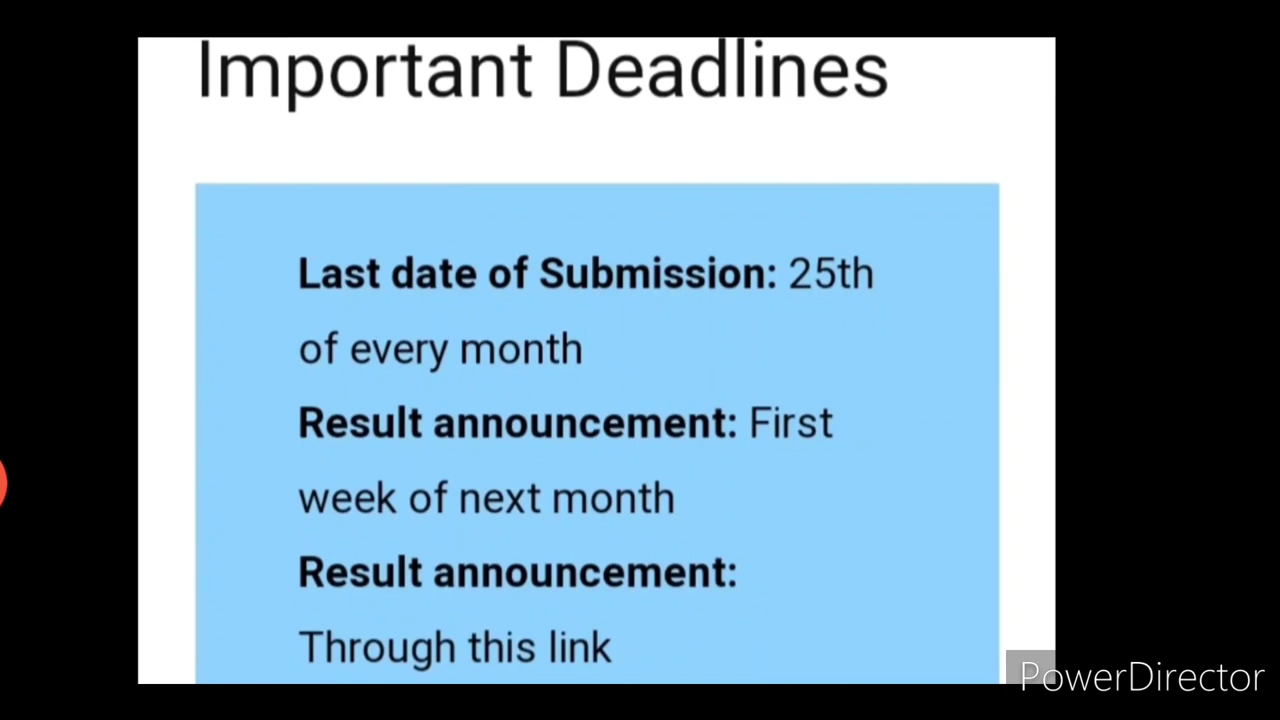 Important Deadlines
Last date of Submission: 25th
of every month
Result announcement: First
week of next month
Result announcement:
Through this link
PowerDirector